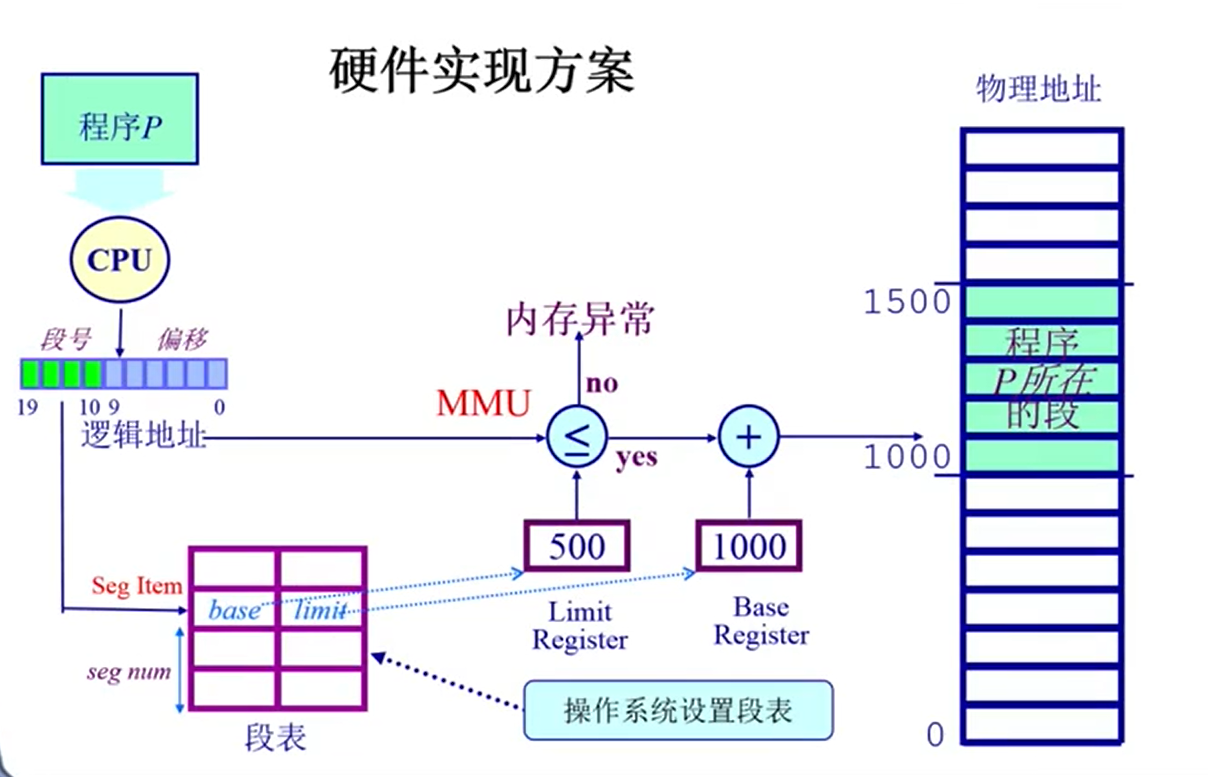 硬件实现方案
物理地址
程序P
CPU
段号
偏移
19
10 9
0
逻辑地址
MMU
内存异常
no
≤
yes
+
1500
程序
P所在
的段
1000
0
500
1000
Limit
Register
Base
Register
Seg Item
base
limit
seg num
段表
操作系统设置段表